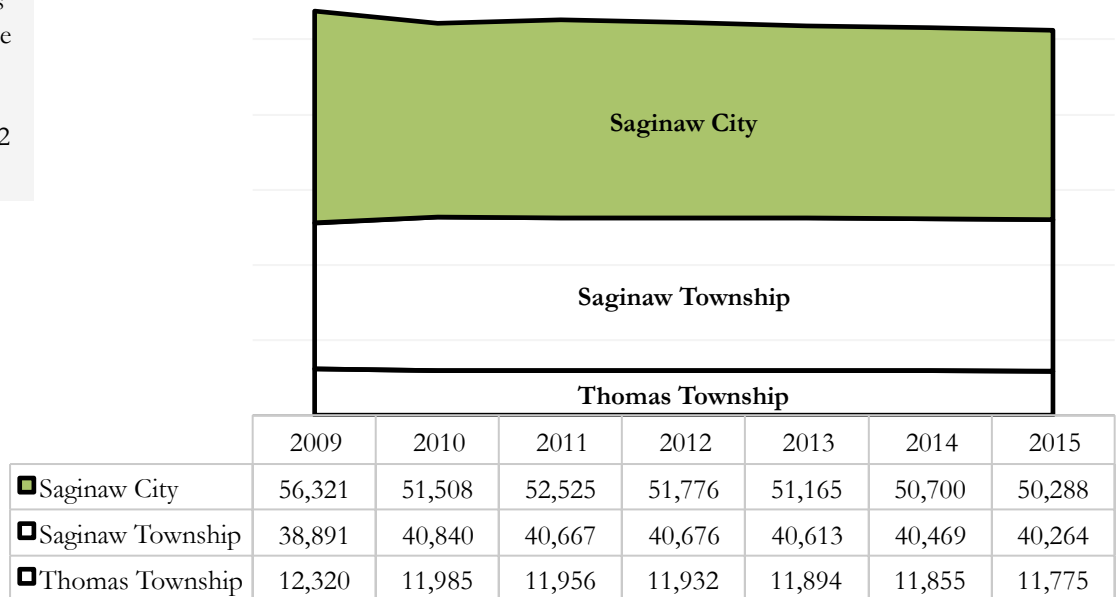 s
e
2
Saginaw City
Saginaw Township
Thomas Township
2009 2010 2011 2012 2013 2014 2015
Saginaw City 56,321 51,508 52,525 51,776 51,165 50,700 50,288
Saginaw Township 38,891 40,840 40,667 40,676 40,613 40,469 40,264
Thomas Township 12,320 11,985 11,956 11,932 11,894 11,855 11,775